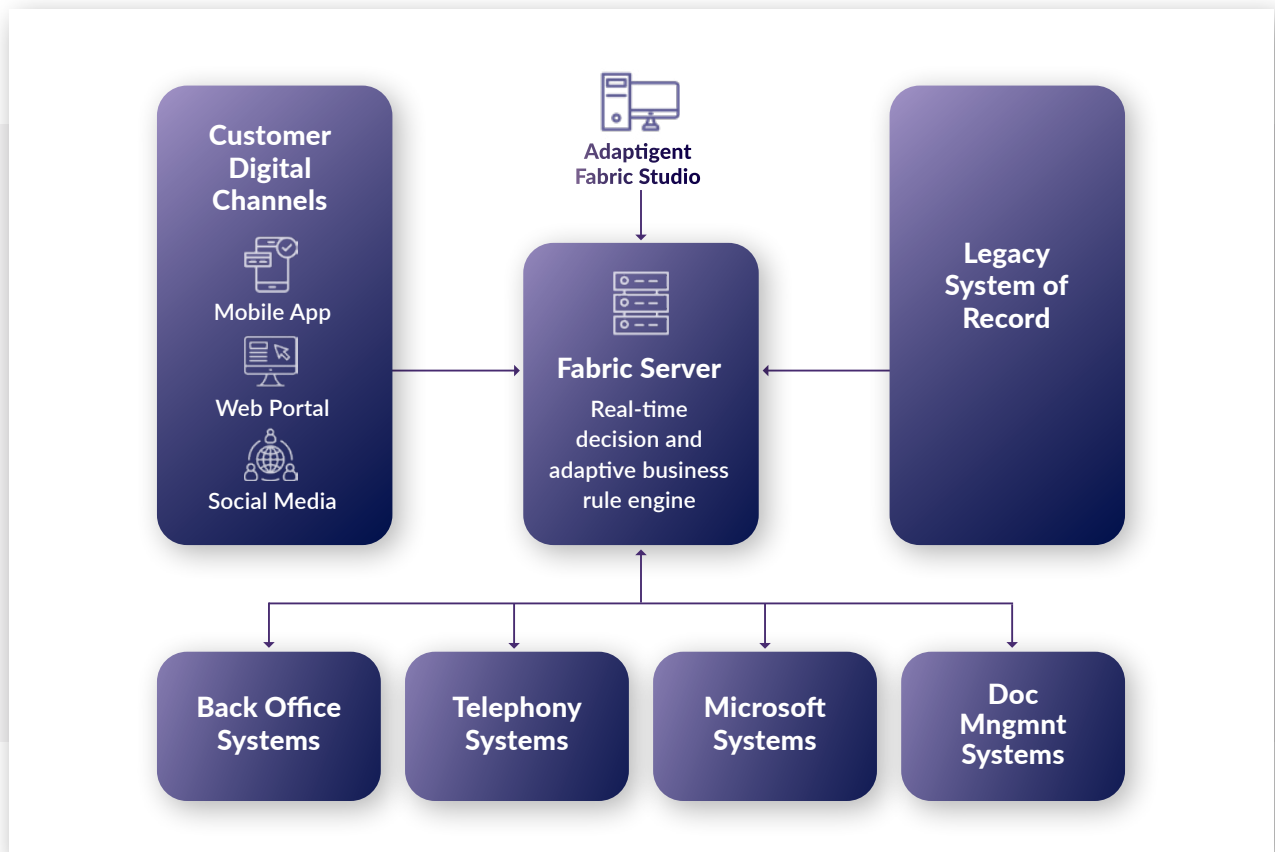 Customer
Digital
Channels
Mobile App
Web Portal
Social Media
Adaptigent
Fabric Studio
Fabric Server
Real-time
decision and
adaptive business
rule engine
Legacy
System of
Record
Back Office
Systems
Telephony
Systems
Microsoft
Systems
Doc
Mngmnt
Systems